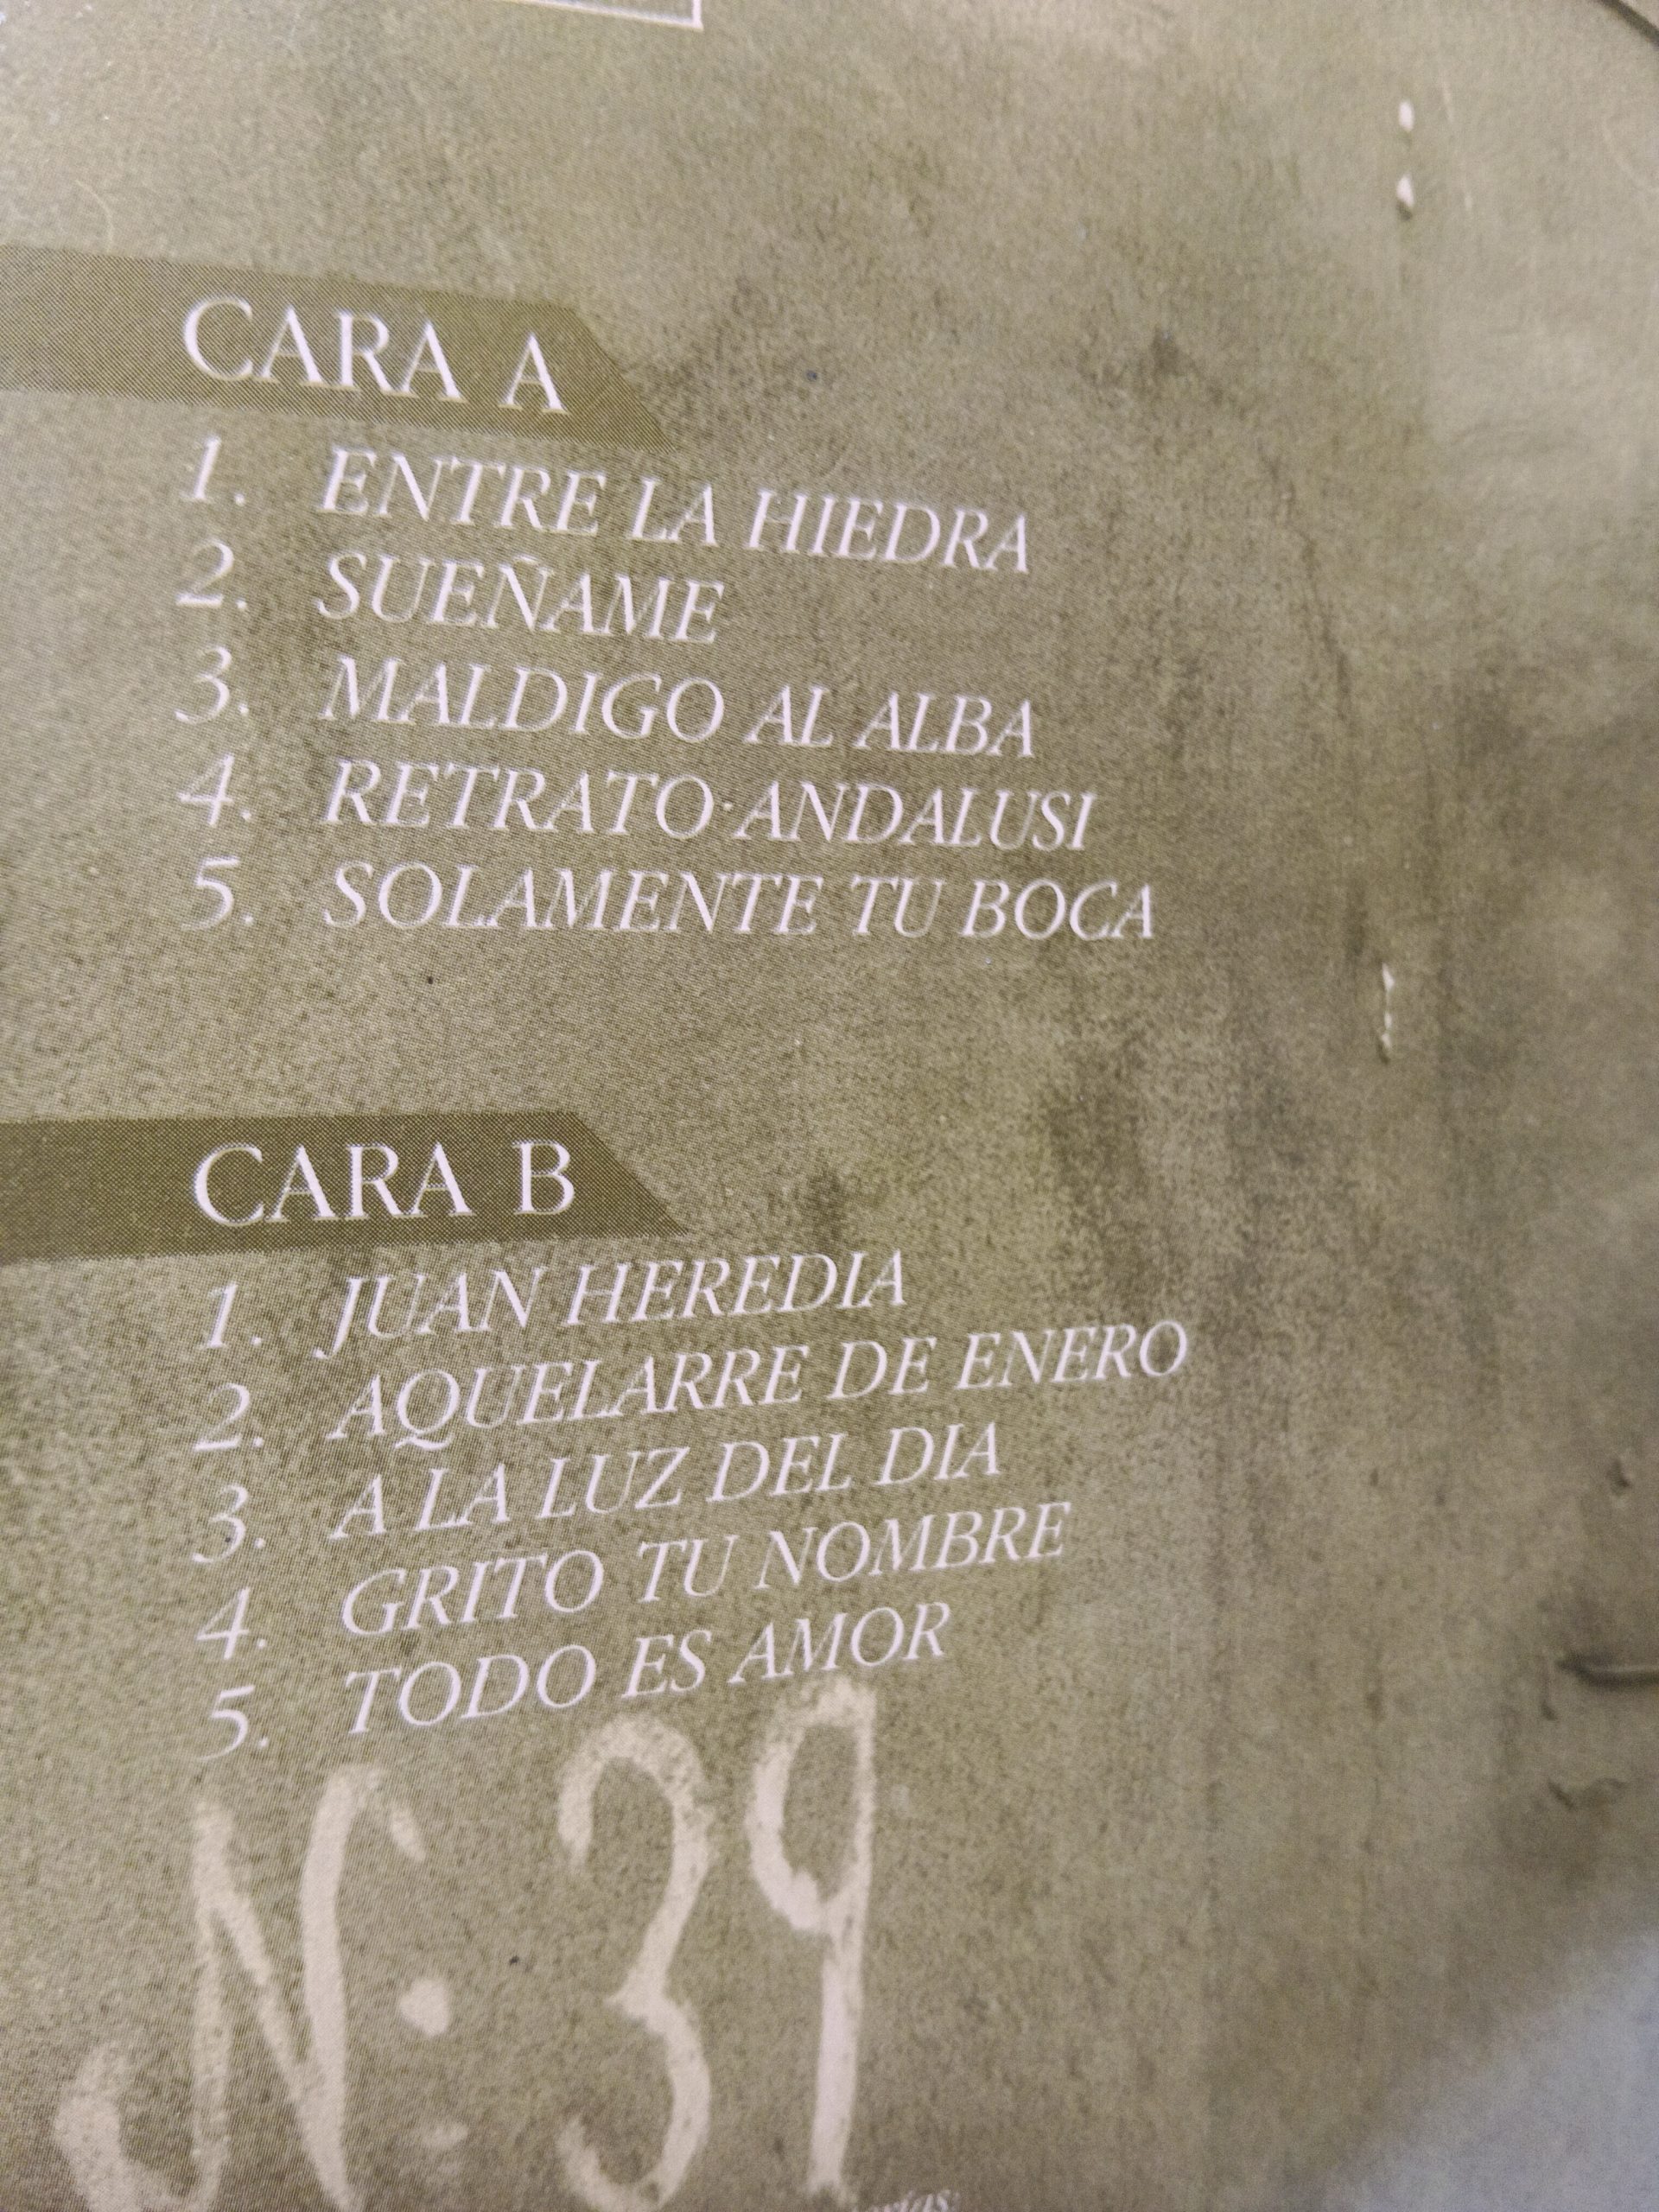 CARA A
1. ENTRE LA HIEDRA
2. SUEÑAME
3. MALDIGO AL ALBA
4. RETRATO ANDALUSI
5. SOLAMENTE TU BOCA
CARA B
1. JUAN HEREDIA
2. AQUELARRE DE ENERO
3. A LA LUZ DEL DIA
4. GRITO TU NOMBRE
5. TODO ES AMOR
N. 39